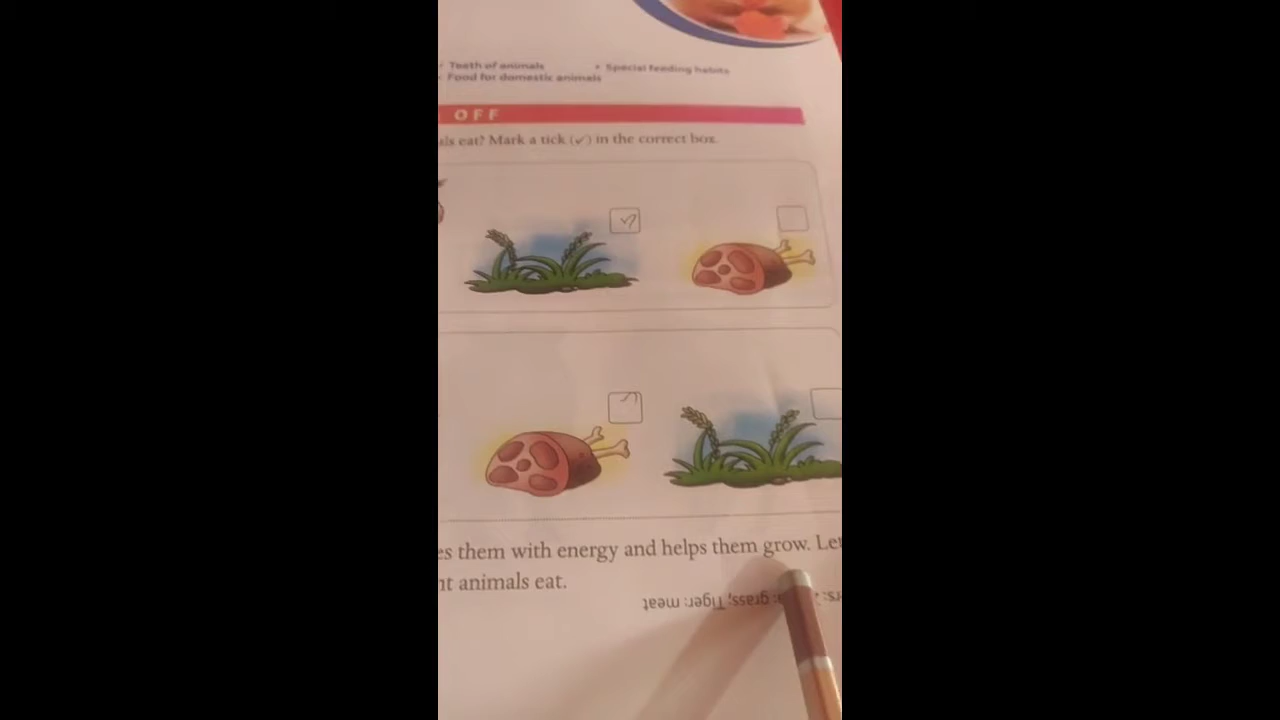 Teeth of animals
• Special feeding habits
Food for domestic animals
OFF
als eat? Mark a tick (✓) in the correct box.
es them with energy and helps them grow. Let
nt animals eat.
grass; Tiger: meat